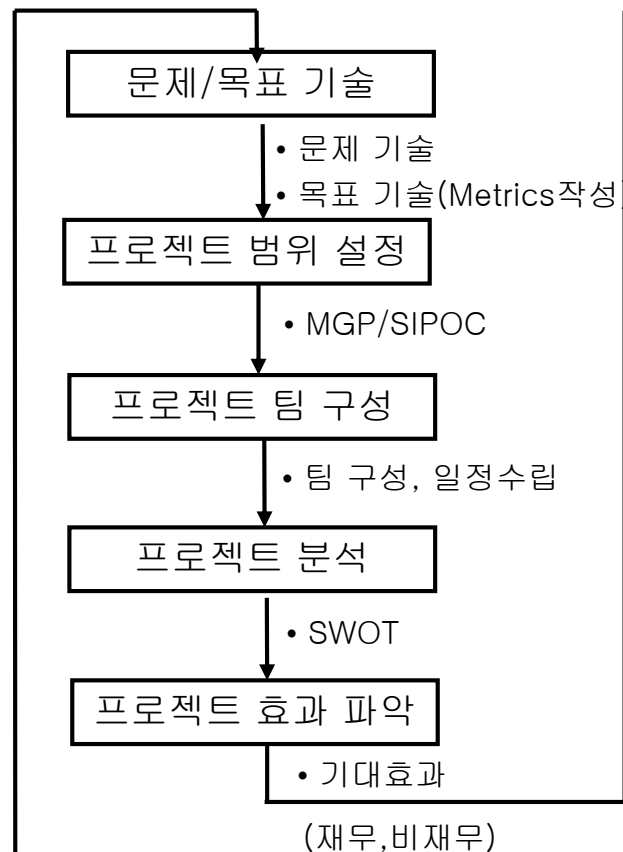 문제/목표 기술
• 문제 기술
• 목표 기술(Metrics작성)
프로젝트 범위 설정
• MGP/SIPOC
프로젝트 팀 구성
• 팀 구성, 일정수립
프로젝트 분석
• SWOT
프로젝트 효과 파악
• 기대효과
(재무,비재무)